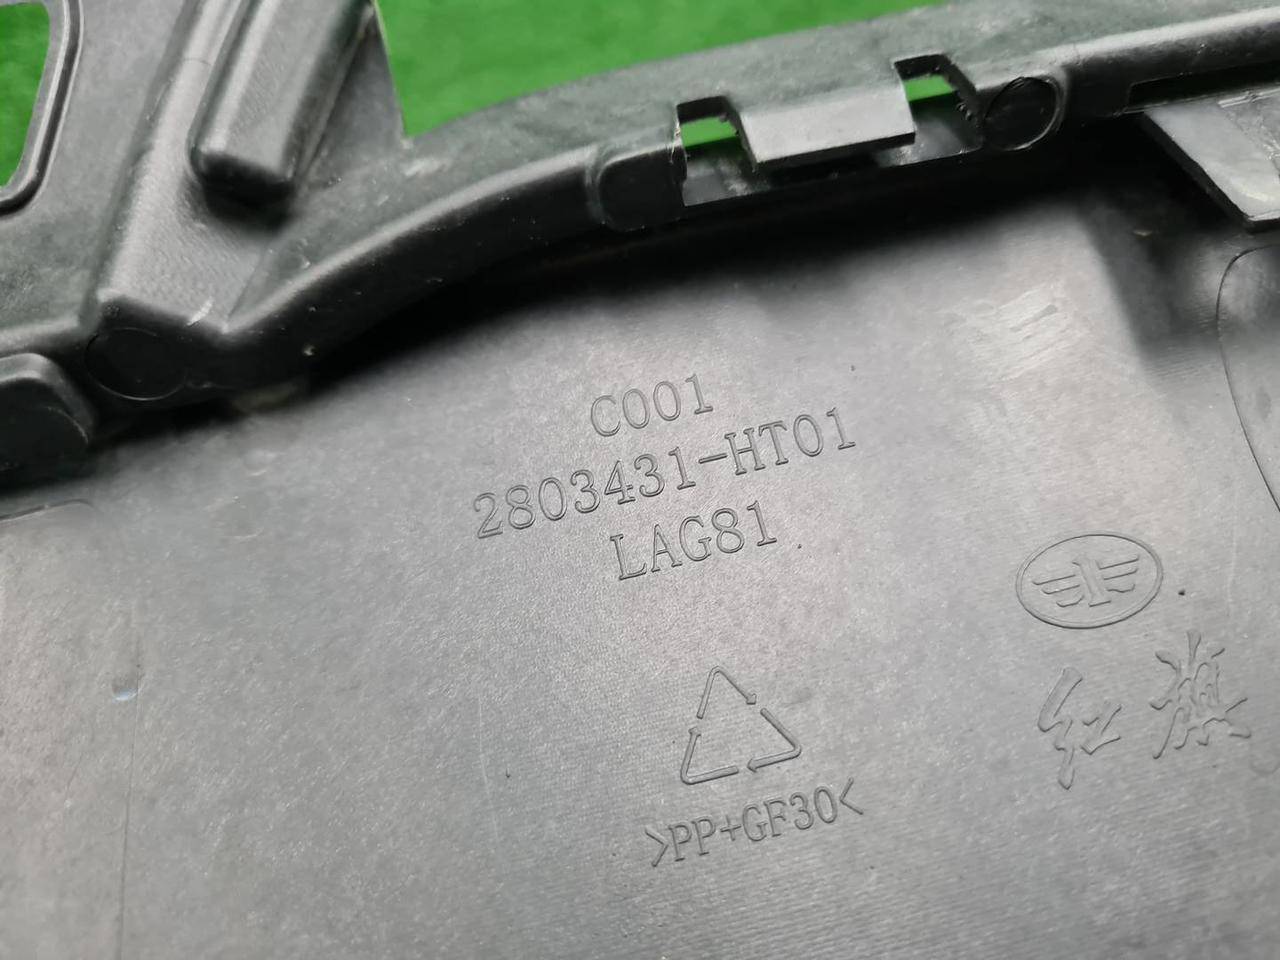 C001
2803431-HT01
LAG81
红旗
>PP+GF30<